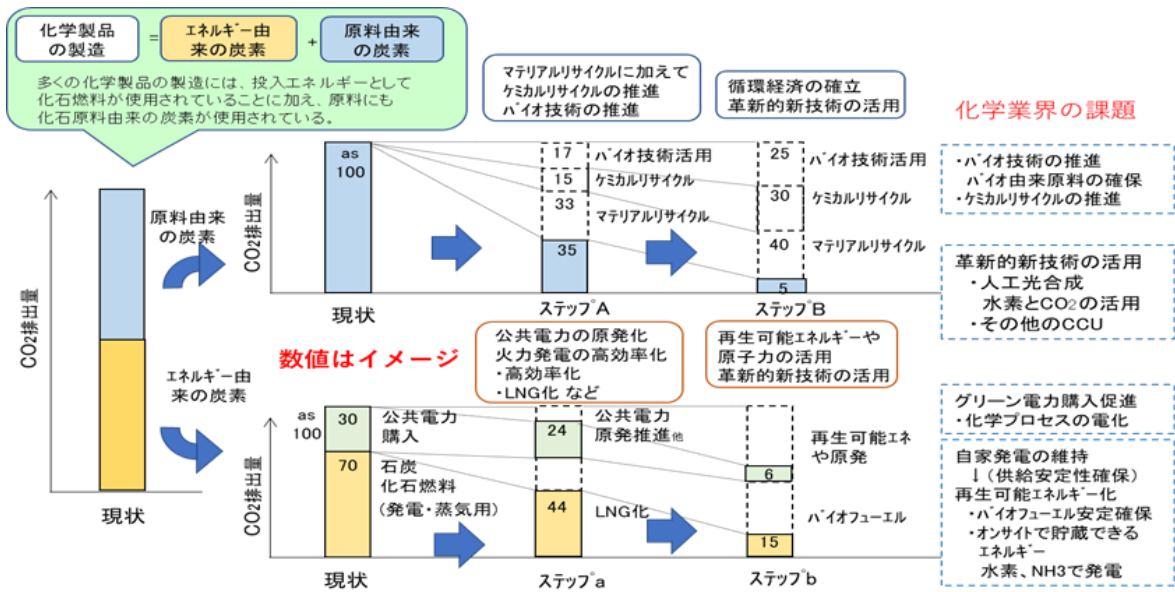 化学製品
の製造
=
エネルギー由
来の炭素
+
原料由来
の炭素
多くの化学製品の製造には、投入エネルギーとして
化石燃料が使用されていることに加え、原料にも
化石原料由来の炭素が使用されている。
マテリアルリサイクルに加えて
ケミカルリサイクルの推進
バイオ技術の推進
循環経済の確立
革新的新技術の活用
化学業界の課題
CO2排出量
現状
原料由来
の炭素
エネルギー由
来の炭素
CO2排出量
as
100
現状
17
バイオ技術活用
15
ケミカルリサイクル
33
マテリアルリサイクル
35
ステップA
25
バイオ技術活用
30
ケミカルリサイクル
40
マテリアルリサイクル
5
ステップB
・バイオ技術の推進
バイオ由来原料の確保
・ケミカルリサイクルの推進
革新的新技術の活用
・人工光合成
水素とCO2の活用
・その他のCCU
数値はイメージ
公共電力の原発化
火力発電の高効率化
・高効率化
・LNG化 など
再生可能エネルギーや
原子力の活用
革新的新技術の活用
CO2排出量
as
100
30
公共電力
購入
70
石炭
化石燃料
(発電・蒸気用)
現状
24
公共電力
原発推進他
44
LNG化
ステップa
再生可能エネ
や原発
6
バイオフューエル
15
ステップb
グリーン電力購入促進
・化学プロセスの電化
自家発電の維持
↓(供給安定性確保)
再生可能エネルギー化
・バイオフューエル安定確保
・オンサイトで貯蔵できる
エネルギー
水素、NH3で発電